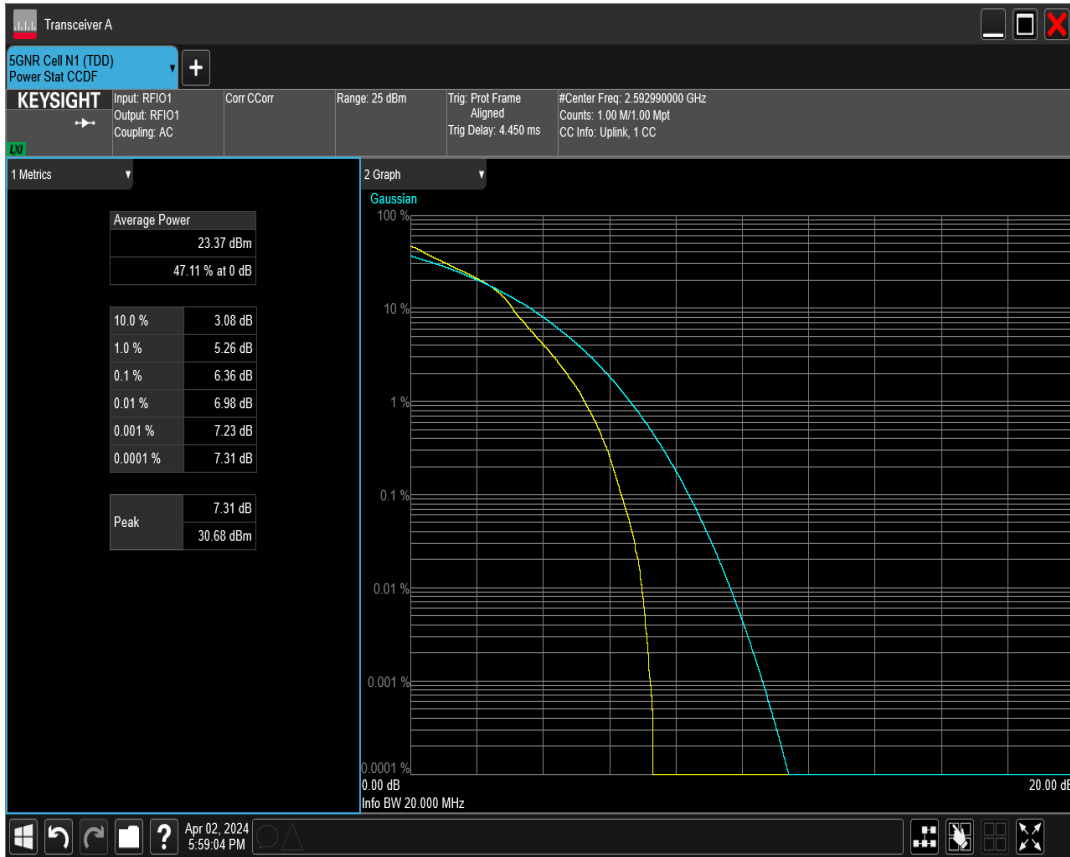 Transceiver A
5GNR Cell N1 (TDD)
Power Stat CCDF
KEYSIGHT
LXI
Input: RFIO1
Output: RFIO1
Coupling: AC
Corr CCorr
Range: 25 dBm
Trig: Prot Frame
Aligned
Trig Delay: 4.450 ms
#Center Freq: 2.592990000 GHz
Counts: 1.00 M/1.00 Mpt
CC Info: Uplink, 1 CC
1 Metrics
Average Power
23.37 dBm
47.11 % at 0 dB
10.0 % 3.08 dB
1.0 % 5.26 dB
0.1 % 6.36 dB
0.01 % 6.98 dB
0.001 % 7.23 dB
0.0001 % 7.31 dB
Peak
7.31 dB
30.68 dBm
2 Graph
Gaussian
100 %
10 %
1 %
0.1 %
0.01 %
0.001 %
0.0001 %
0.00 dB
20.00 dB
Info BW 20.000 MHz
?
Apr 02, 2024
5:59:04 PM